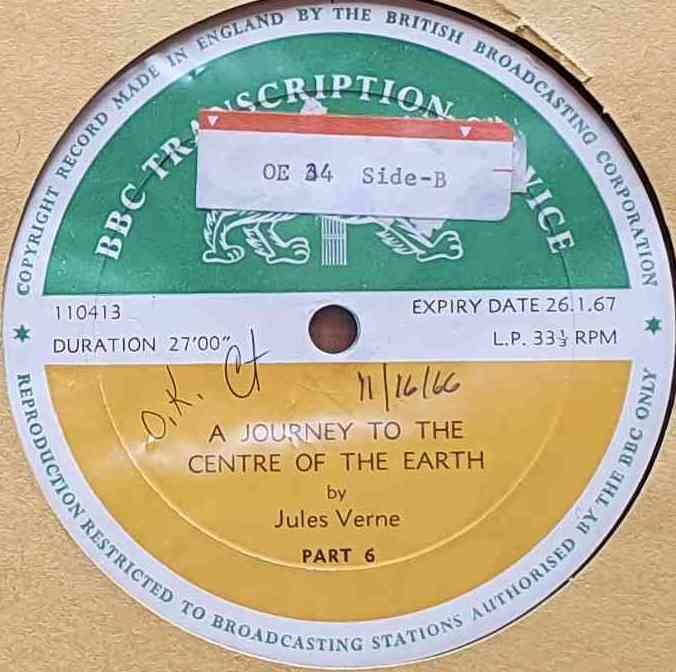 COPYRIGHT RECORD MADE IN ENGLAND BY THE BRITISH BROADCASTING CORPORATION
BBC TRANSCRIPTION VICE
OE 34 Side-B
110413
EXPIRY DATE 26.1.67
DURATION 27'00"
L.P. 33⅓ RPM
O.K. Ct
11/16/66
A JOURNEY TO THE
CENTRE OF THE EARTH
by
Jules Verne
PART 6
REPRODUCTION RESTRICTED TO BROADCASTING STATIONS AUTHORISED BY THE BBC ONLY